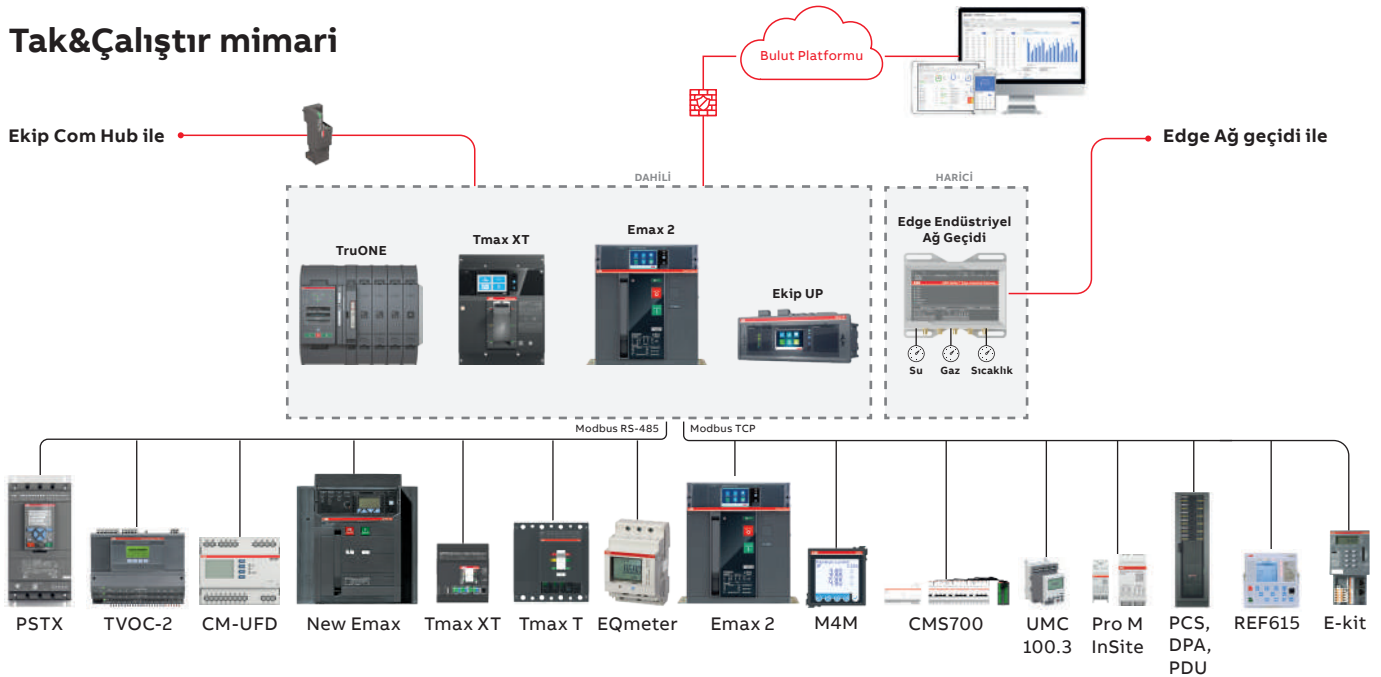 Tak&Çalıştır mimari
Bulut Platformu
Ekip Com Hub ile
Edge Ağ geçidi ile
DAHİLİ
HARİCİ
TruONE
Tmax XT
Emax 2
Ekip UP
Edge Endüstriyel
Ağ Geçidi
Su
Gaz
Sıcaklık
Modbus RS-485
Modbus TCP
PSTX
TVOC-2
CM-UFD
New Emax
Tmax XT
Tmax T
EQmeter
Emax 2
M4M
CMS700
UMC
100.3
Pro M
InSite
PCS,
DPA,
PDU
REF615
E-kit